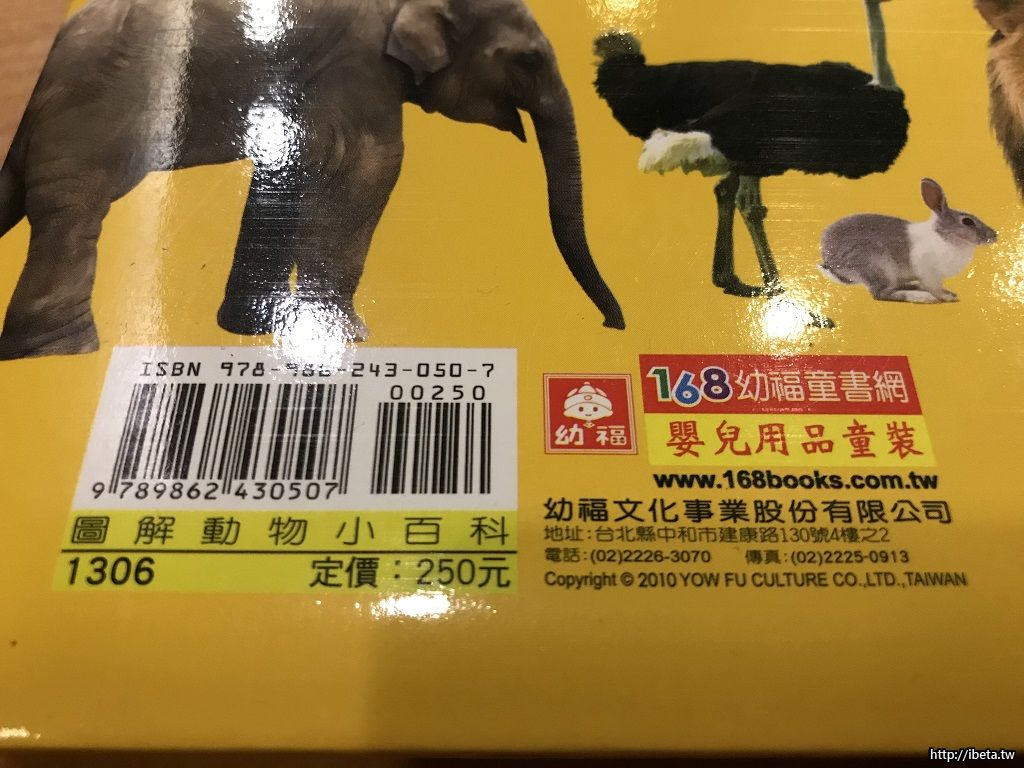 ISBN 978-986-243-050-7
00250
9 789862 430507
圖解動物小百科
1306 定價：250元
幼福
168幼福童書網
嬰兒用品童裝
www.168books.com.tw
幼福文化事業股份有限公司
地址:台北縣中和市建康路130號4樓之2
電話:(02)2226-3070 傳真:(02)2225-0913
Copyright © 2010 YOW FU CULTURE CO.,LTD.,TAIWAN
http://ibeta.tw